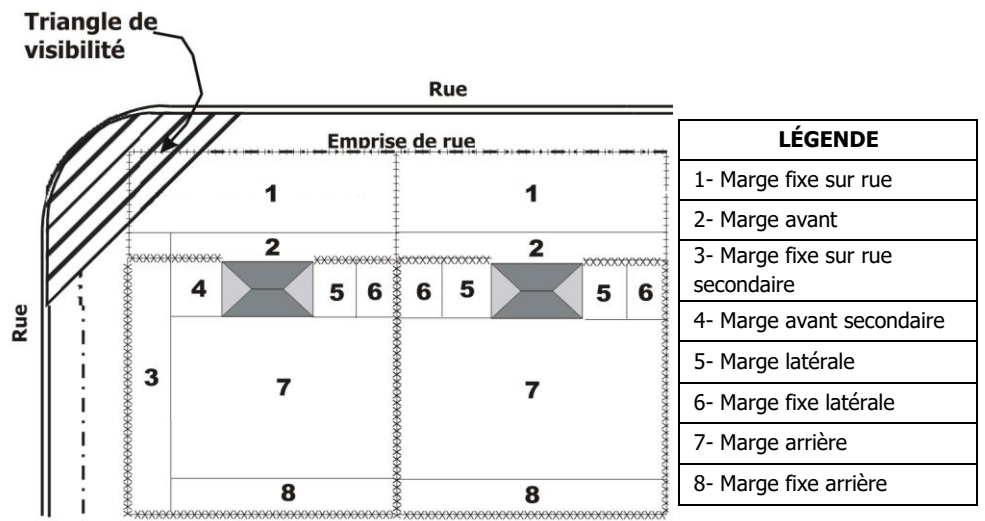 Triangle de
visibilité
Rue
Emprise de rue
1
1
2
2
4
5
6
6
5
5
6
3
7
7
8
8
Rue
LÉGENDE
1- Marge fixe sur rue
2- Marge avant
3- Marge fixe sur rue
secondaire
4- Marge avant secondaire
5- Marge latérale
6- Marge fixe latérale
7- Marge arrière
8- Marge fixe arrière